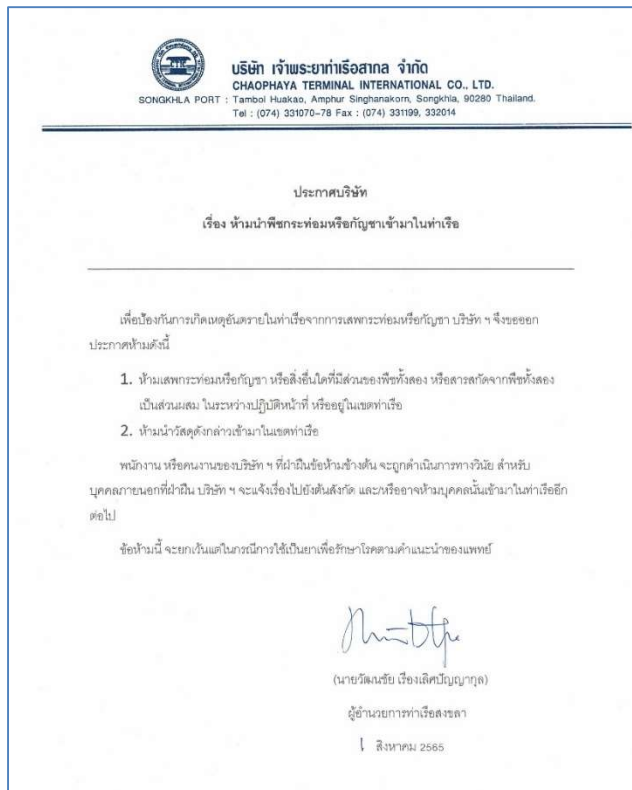 บริษัท เจ้าพระยาท่าเรือสากล จำกัด
CHAOPHAYA TERMINAL INTERNATIONAL CO., LTD.
SONGKHLA PORT : Tambol Huakao, Amphur Singhanakorn, Songkhla, 90280 Thailand.
Tel : (074) 331070-78 Fax : (074) 331199, 332014
ประกาศบริษัท
เรื่อง ห้ามนำพืชกระท่อมหรือกัญชาเข้ามาในท่าเรือ
เพื่อป้องกันการเกิดเหตุอันตรายในท่าเรือจากการเสพกระท่อมหรือกัญชา บริษัท ฯ จึงขอออก
ประกาศห้ามดังนี้
1. ห้ามเสพกระท่อมหรือกัญชา หรือสิ่งอื่นใดที่มีส่วนของพืชทั้งสอง หรือสารสกัดจากพืชทั้งสอง
เป็นส่วนผสม ในระหว่างปฏิบัติหน้าที่ หรืออยู่ในเขตท่าเรือ
2. ห้ามนำวัสดุดังกล่าวเข้ามาในเขตท่าเรือ
พนักงาน หรือคนงานของบริษัท ฯ ที่ฝ่าฝืนข้อห้ามข้างต้น จะถูกดำเนินการทางวินัย สำหรับ
บุคคลภายนอกที่ฝ่าฝืน บริษัท ฯ จะแจ้งเรื่องไปยังต้นสังกัด และ/หรืออาจห้ามบุคคลนั้นเข้ามาในท่าเรืออีก
ต่อไป
ข้อห้ามนี้ จะยกเว้นแต่ในกรณีการใช้เป็นยาเพื่อรักษาโรคตามคำแนะนำของแพทย์
(นายวัฒนชัย เรืองเลิศปัญญากุล)
ผู้อำนวยการท่าเรือสงขลา
1 สิงหาคม 2565